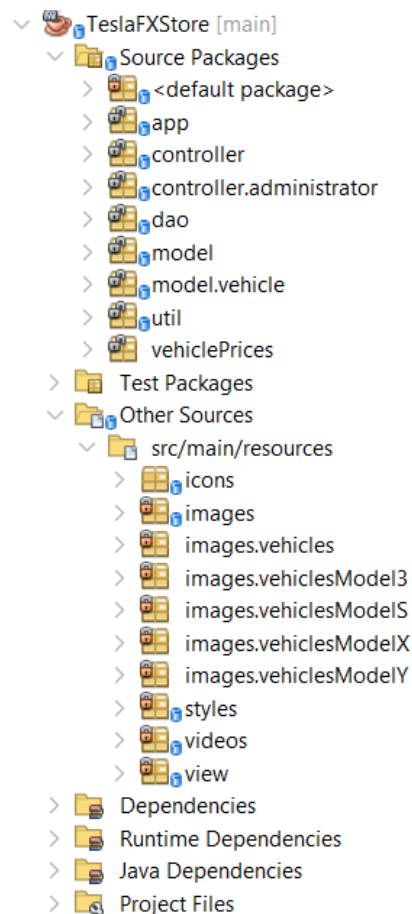 TeslaFXStore [main]
Source Packages
<default package>
app
controller
controller.administrator
dao
model
model.vehicle
util
vehiclePrices
Test Packages
Other Sources
src/main/resources
icons
images
images.vehicles
images.vehiclesModel3
images.vehiclesModelS
images.vehiclesModelX
images.vehiclesModelY
styles
videos
view
Dependencies
Runtime Dependencies
Java Dependencies
Project Files